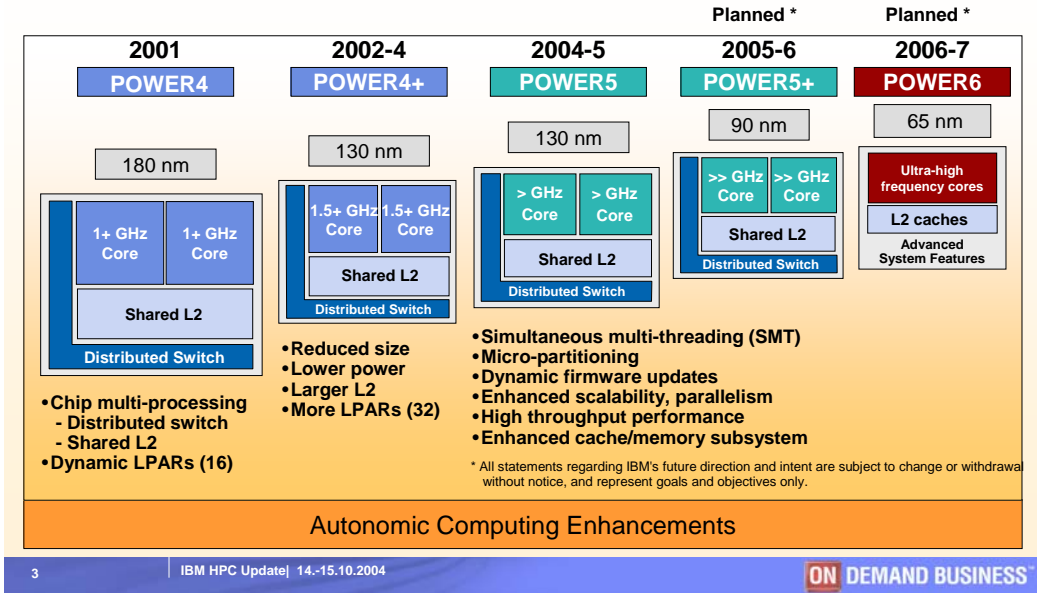 Planned *
Planned *
2001
2002-4
2004-5
2005-6
2006-7
POWER4
POWER4+
POWER5
POWER5+
POWER6
180 nm
130 nm
130 nm
90 nm
65 nm
1+ GHz
Core
1+ GHz
Core
Shared L2
Distributed Switch
1.5+ GHz
Core
1.5+ GHz
Core
Shared L2
Distributed Switch
> GHz
Core
> GHz
Core
Shared L2
Distributed Switch
>> GHz
Core
>> GHz
Core
Shared L2
Distributed Switch
Ultra-high
frequency cores
L2 caches
Advanced
System Features
•Chip multi-processing
- Distributed switch
- Shared L2
•Dynamic LPARs (16)
•Reduced size
•Lower power
•Larger L2
•More LPARs (32)
•Simultaneous multi-threading (SMT)
•Micro-partitioning
•Dynamic firmware updates
•Enhanced scalability, parallelism
•High throughput performance
•Enhanced cache/memory subsystem
* All statements regarding IBM's future direction and intent are subject to change or withdrawal
without notice, and represent goals and objectives only.
Autonomic Computing Enhancements
3
IBM HPC Update| 14.-15.10.2004
ON DEMAND BUSINESS™